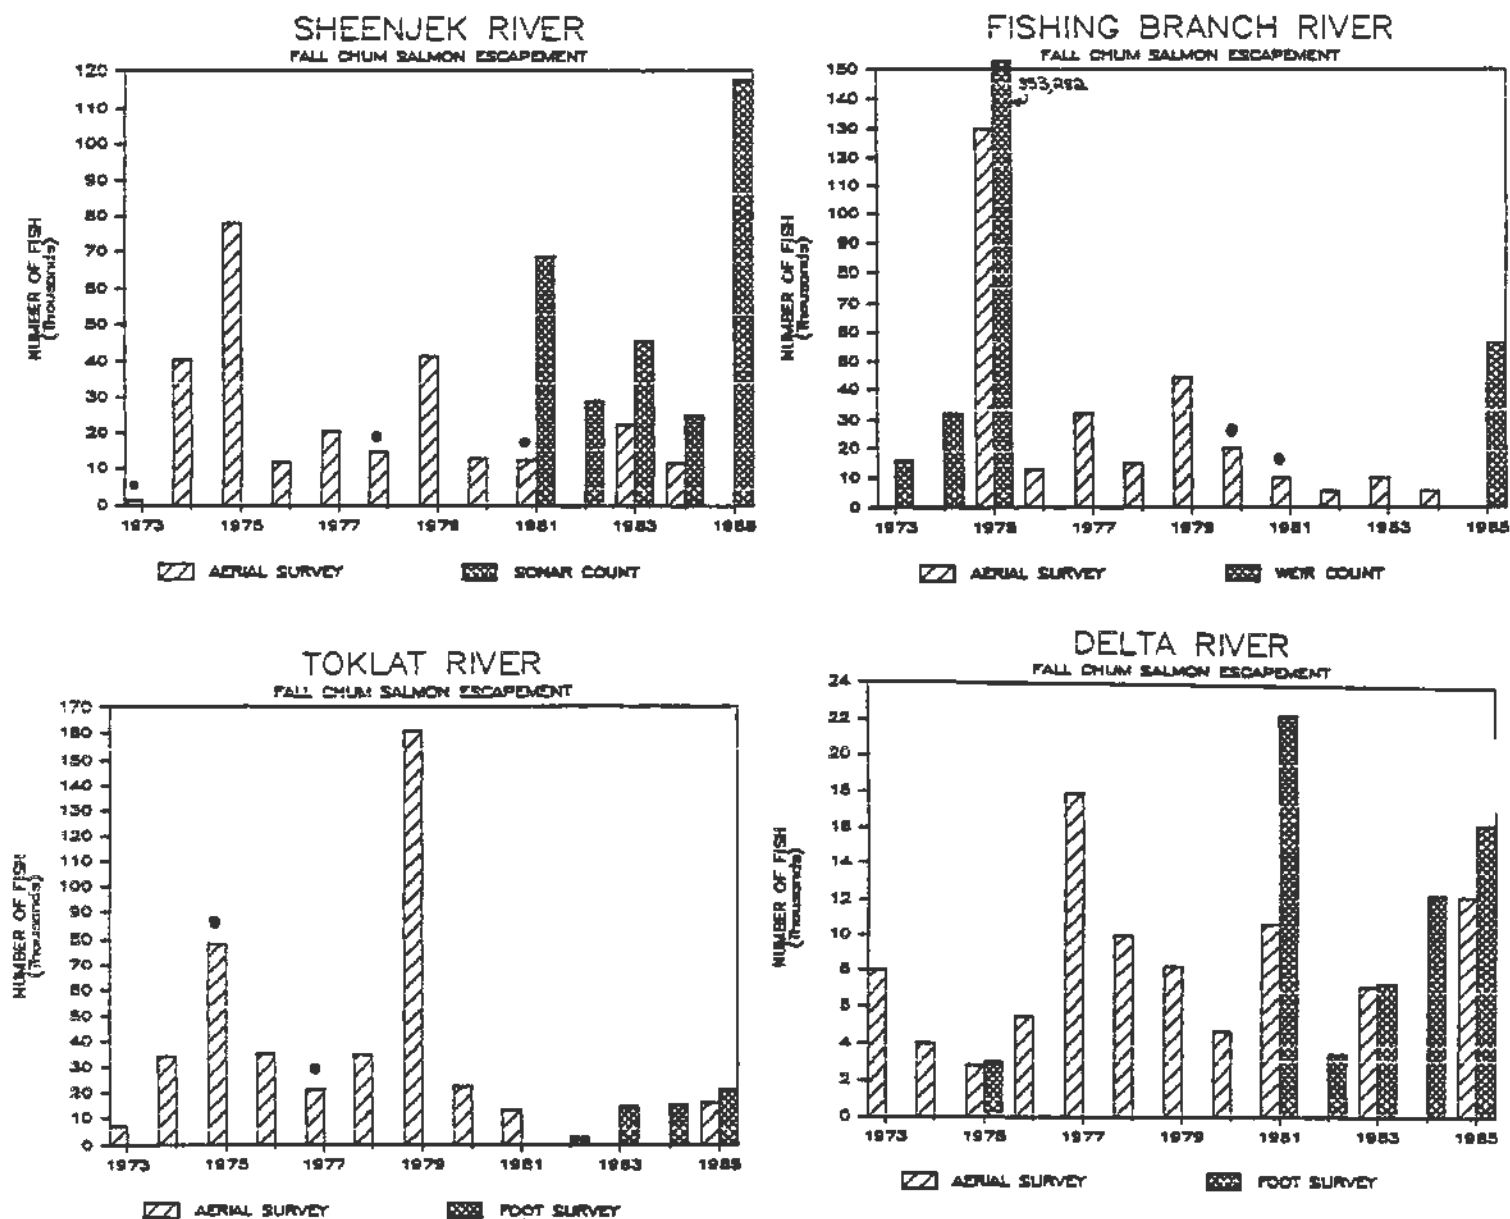 SHEENJEK RIVER
FALL CHUM SALMON ESCAPEMENT
120
110
100
90
80
70
60
50
40
30
20
10
0
NUMBER OF FISH
(Thousands)
1973 1975 1977 1979 1981 1983 1985
AERIAL SURVEY SONAR COUNT
FISHING BRANCH RIVER
FALL CHUM SALMON ESCAPEMENT
353,282
150
140
130
120
110
100
90
80
70
60
50
40
30
20
10
0
NUMBER OF FISH
(Thousands)
1973 1975 1977 1979 1981 1983 1985
AERIAL SURVEY WEIR COUNT
TOKLAT RIVER
FALL CHUM SALMON ESCAPEMENT
170
160
150
140
130
120
110
100
90
80
70
60
50
40
30
20
10
0
NUMBER OF FISH
(Thousands)
1973 1975 1977 1979 1981 1983 1985
AERIAL SURVEY FOOT SURVEY
DELTA RIVER
FALL CHUM SALMON ESCAPEMENT
24
22
20
18
16
14
12
10
8
6
4
2
0
NUMBER OF FISH
(Thousands)
1973 1975 1977 1979 1981 1983 1985
AERIAL SURVEY FOOT SURVEY